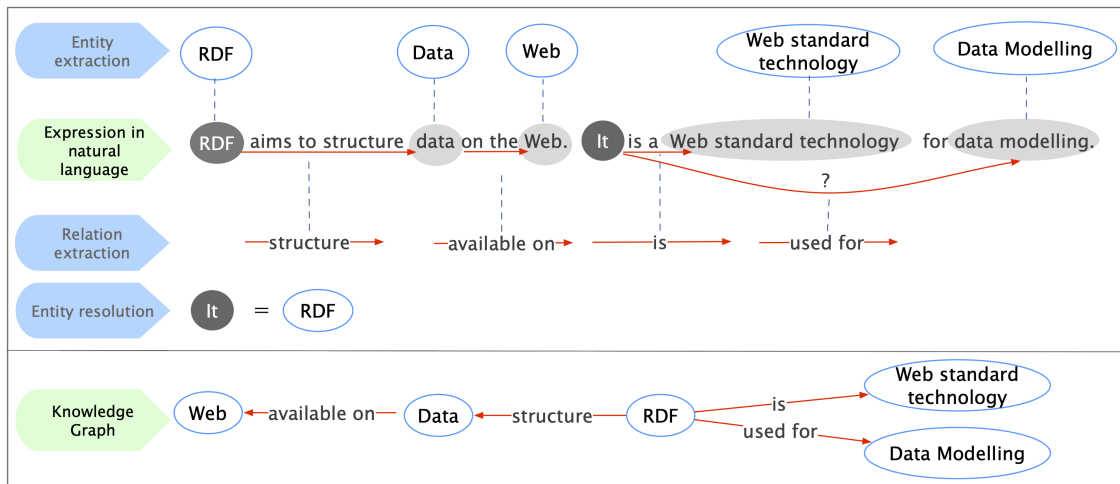 Entity
extraction
RDF
Data
Web
Web standard
technology
Data Modelling
Expression in
natural
language
RDF aims to structure data on the Web. It is a Web standard technology for data modelling.
?
Relation
extraction
structure
available on
is
used for
Entity resolution
It = RDF
Knowledge
Graph
Web
available on
Data
structure
RDF
is
used for
Web standard
technology
Data Modelling